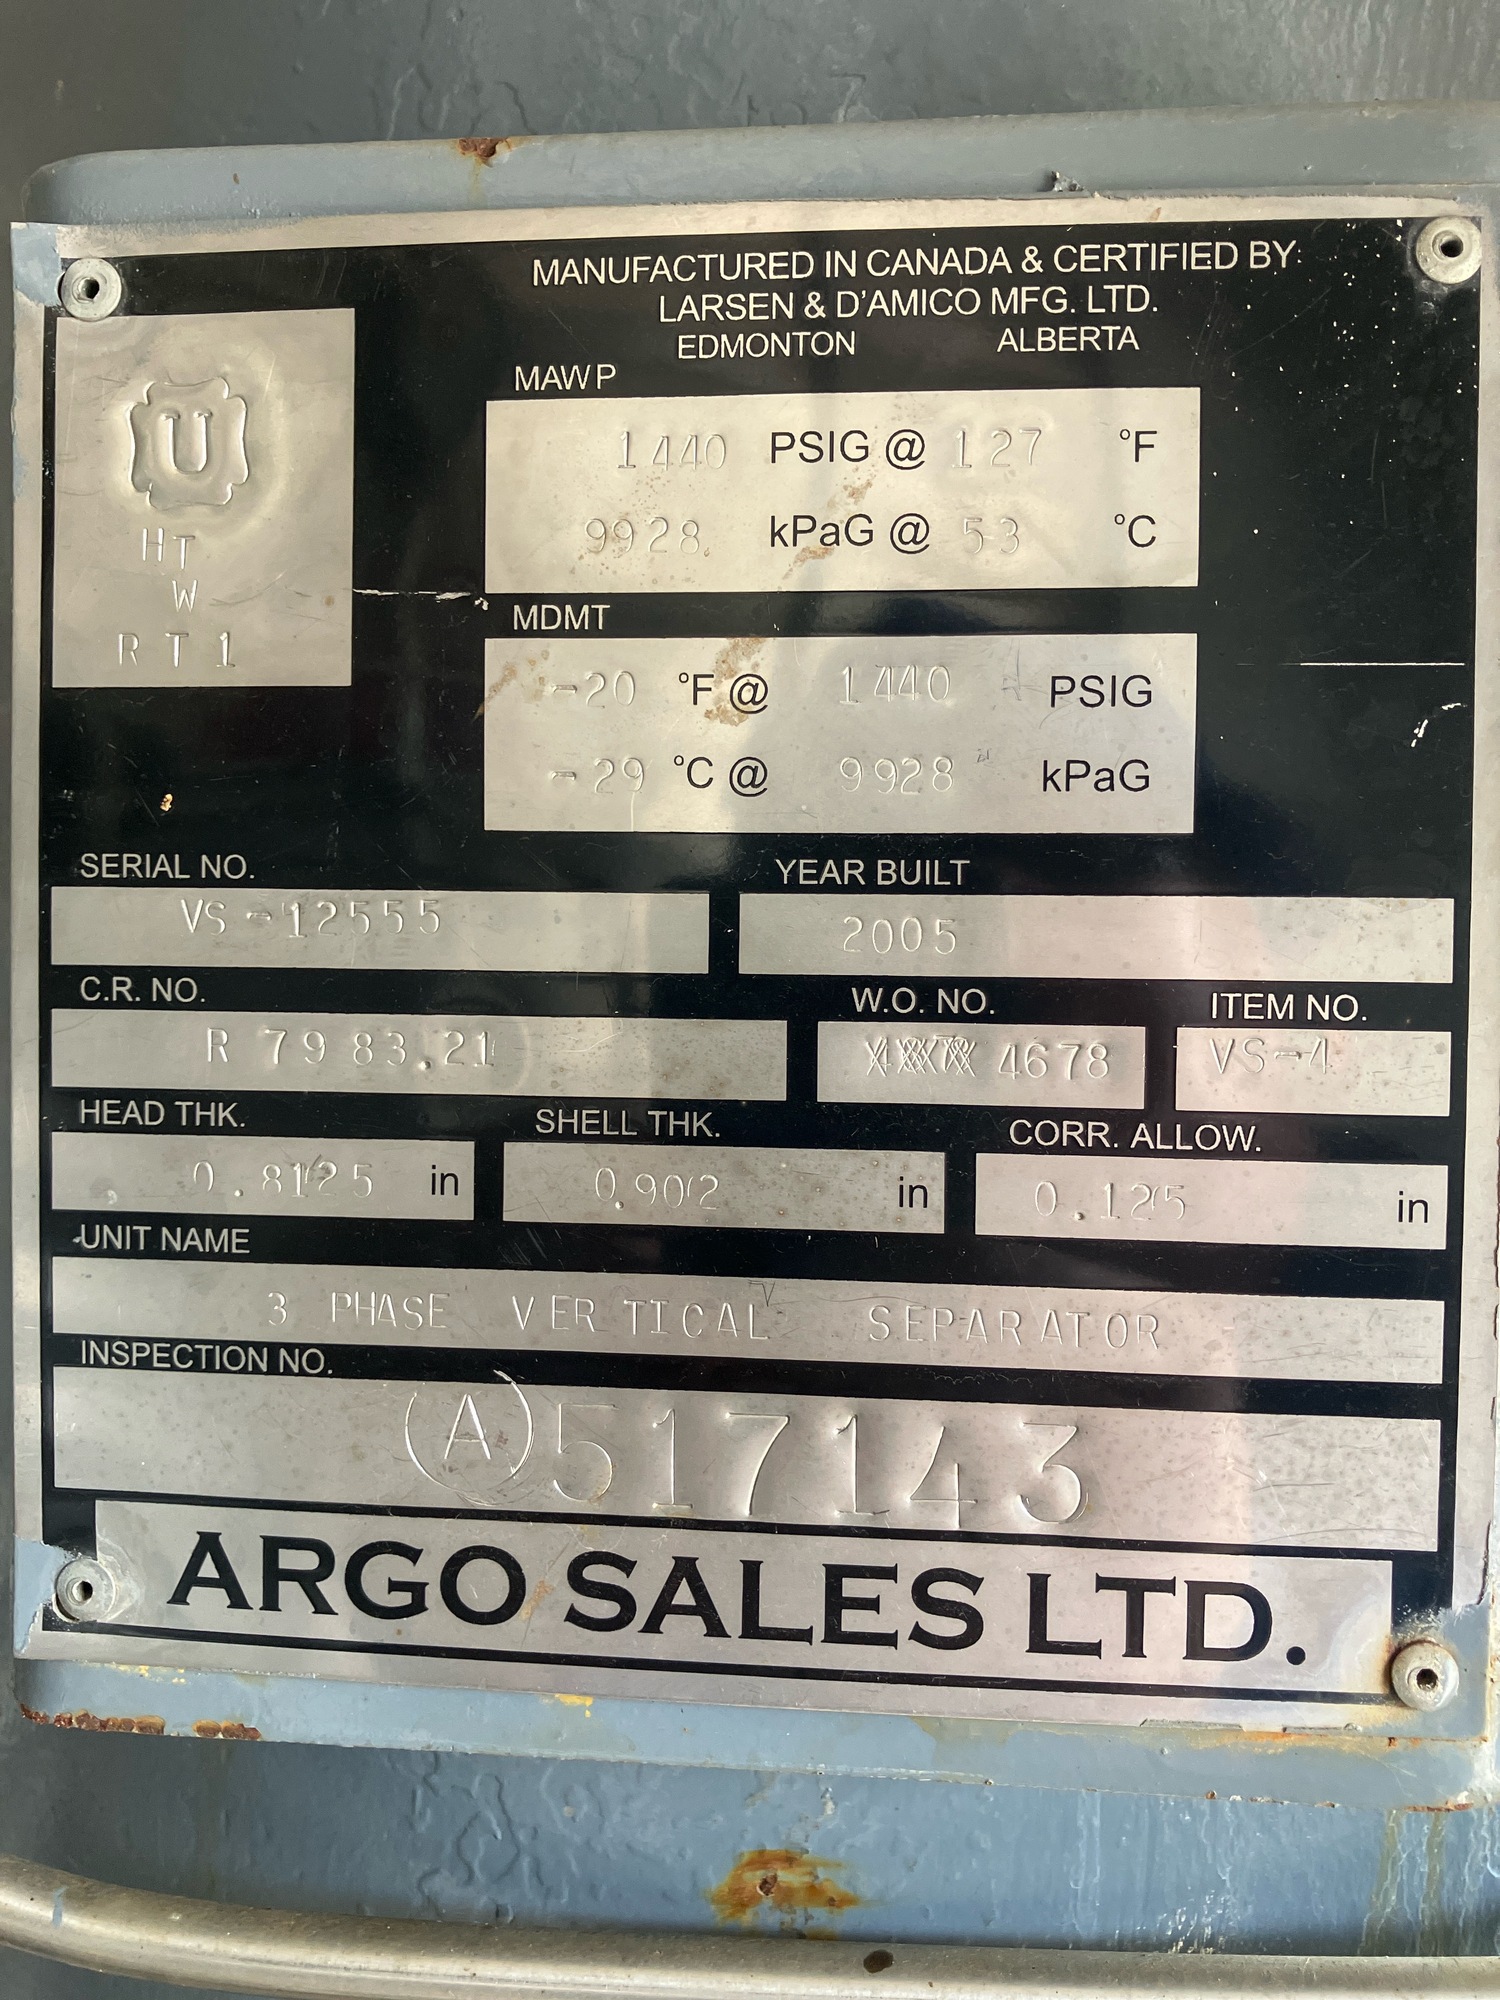 MANUFACTURED IN CANADA & CERTIFIED BY:
LARSEN & D'AMICO MFG. LTD.
EDMONTON ALBERTA
U
HT
W
RT1
MAWP
1440 PSIG @ 127 °F
9928 kPaG @ 53 °C
MDMT
-20 °F @ 1440 PSIG
-29 °C @ 9928 kPaG
SERIAL NO. YEAR BUILT
VS-12555 2005
C.R. NO. W.O. NO. ITEM NO.
R 7983.21 4678 VS-4
HEAD THK. SHELL THK. CORR. ALLOW.
0.8125 in 0.902 in 0.125 in
UNIT NAME
3 PHASE VERTICAL SEPARATOR
INSPECTION NO.
A 517143
ARGO SALES LTD.